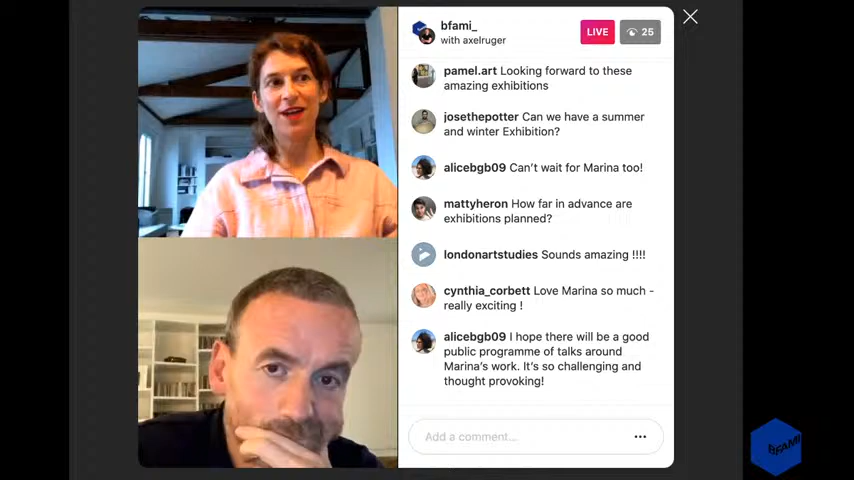 bfami_
with axelruger
LIVE
25
pamel.art Looking forward to these
amazing exhibitions
josethepotter Can we have a summer
and winter Exhibition?
alicebgb09 Can't wait for Marina too!
mattyheron How far in advance are
exhibitions planned?
londonartstudies Sounds amazing !!!!
cynthia_corbett Love Marina so much -
really exciting !
alicebgb09 I hope there will be a good
public programme of talks around
Marina's work. It's so challenging and
thought provoking!
Add a comment...
BFAMI